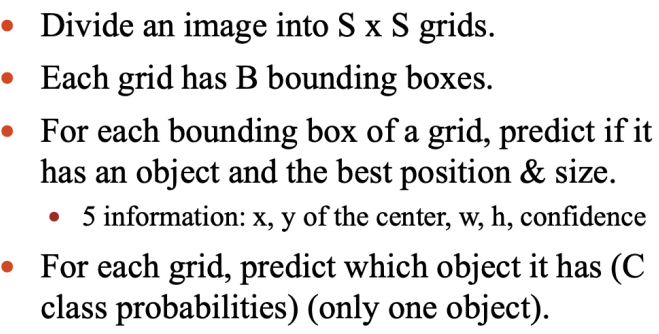 • Divide an image into S x S grids.
• Each grid has B bounding boxes.
• For each bounding box of a grid, predict if it
has an object and the best position & size.
• 5 information: x, y of the center, w, h, confidence
• For each grid, predict which object it has (C
class probabilities) (only one object).